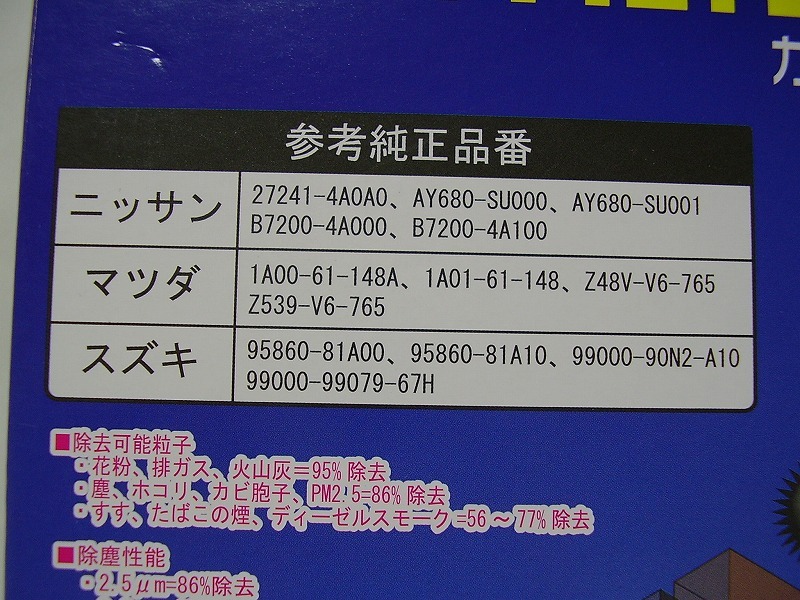 カ
参考純正品番
ニッサン
27241-4A0A0、AY680-SU000、AY680-SU001
B7200-4A000、B7200-4A100
マツダ
1A00-61-148A、1A01-61-148、Z48V-V6-765
Z539-V6-765
スズキ
95860-81A00、95860-81A10、99000-90N2-A10
99000-99079-67H
■除去可能粒子
・花粉、排ガス、火山灰=95%除去
・塵、ホコリ、カビ胞子、PM2.5=86%除去
・すす、たばこの煙、ディーゼルスモーク=56～77%除去
■除塵性能
・2.5μm=86%除去